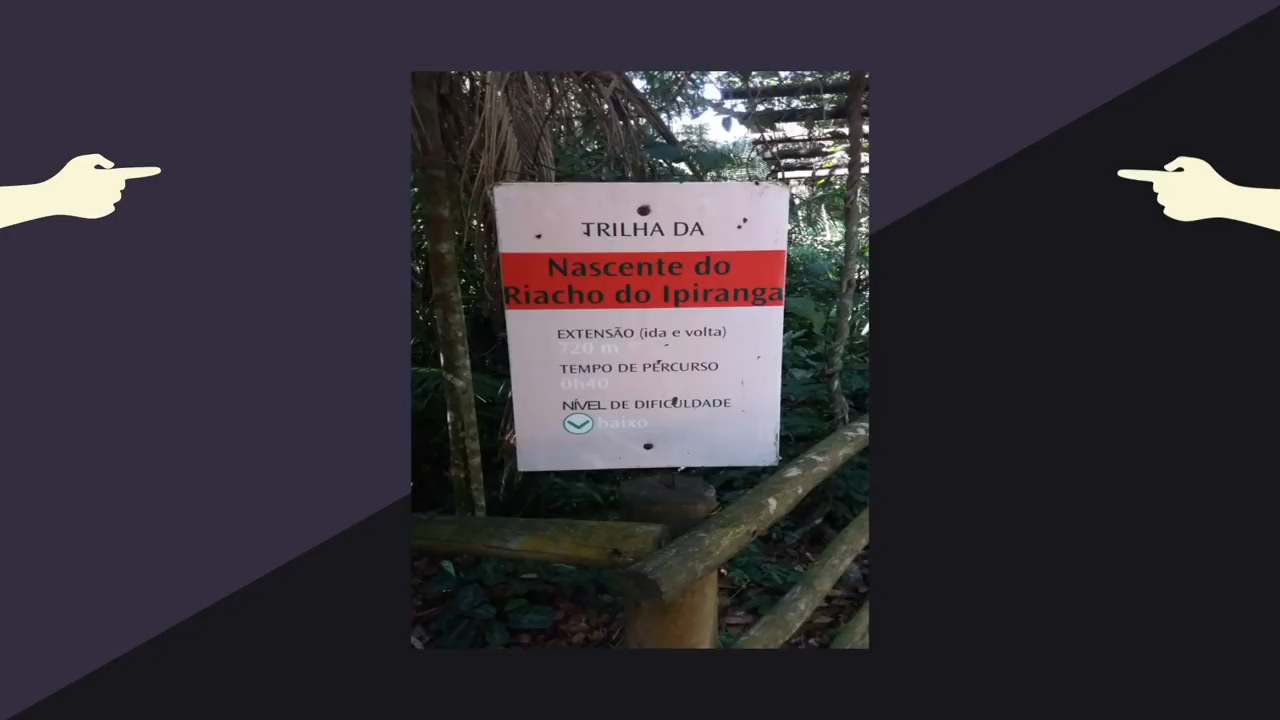 TRILHA DA
Nascente do
Riacho do Ipiranga
EXTENSÃO (ida e volta)
720 m
TEMPO DE PERCURSO
0h40
NÍVEL DE DIFICULDADE
baixo